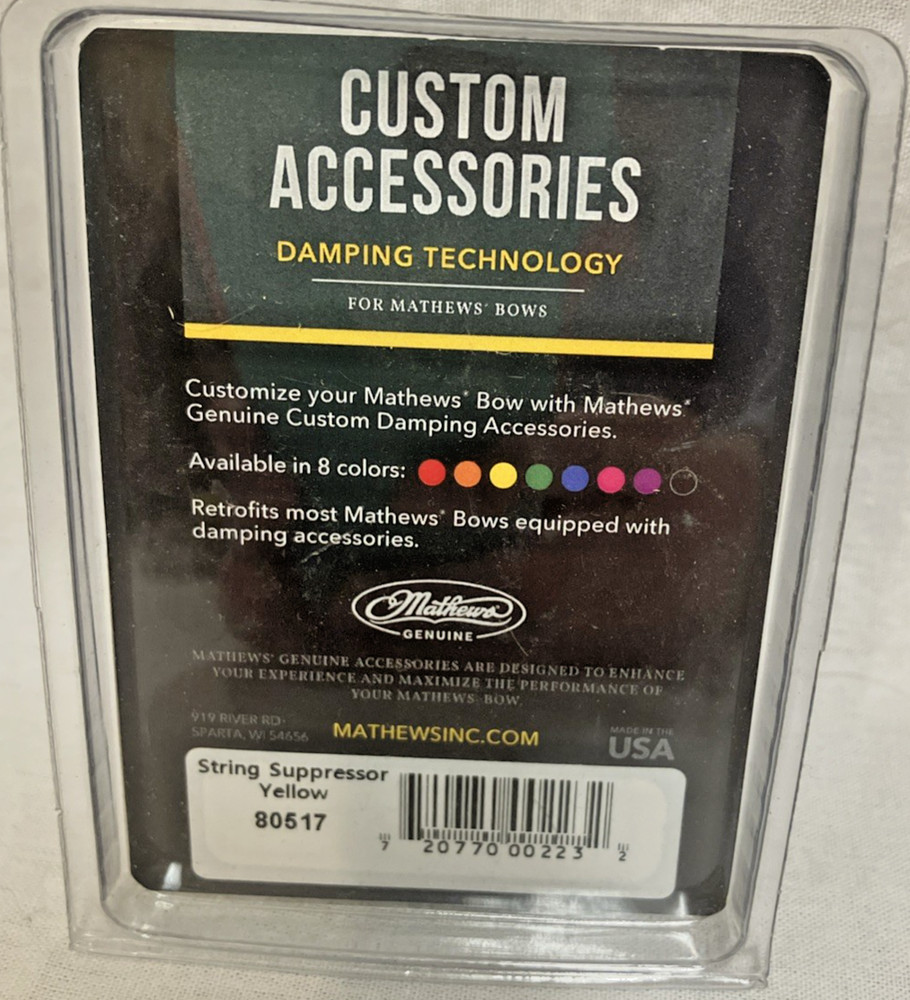 CUSTOM
ACCESSORIES
DAMPING TECHNOLOGY
FOR MATHEWS® BOWS
Customize your Mathews® Bow with Mathews®
Genuine Custom Damping Accessories.
Available in 8 colors:
Retrofits most Mathews® Bows equipped with
damping accessories.
Mathews®
GENUINE
MATHEWS® GENUINE ACCESSORIES ARE DESIGNED TO ENHANCE
YOUR EXPERIENCE AND MAXIMIZE THE PERFORMANCE OF
YOUR MATHEWS® BOW.
919 RIVER RD·
SPARTA, WI 54656
MATHEWSINC.COM
MADE IN THE
USA
String Suppressor
Yellow
80517
7 20770 00223 2